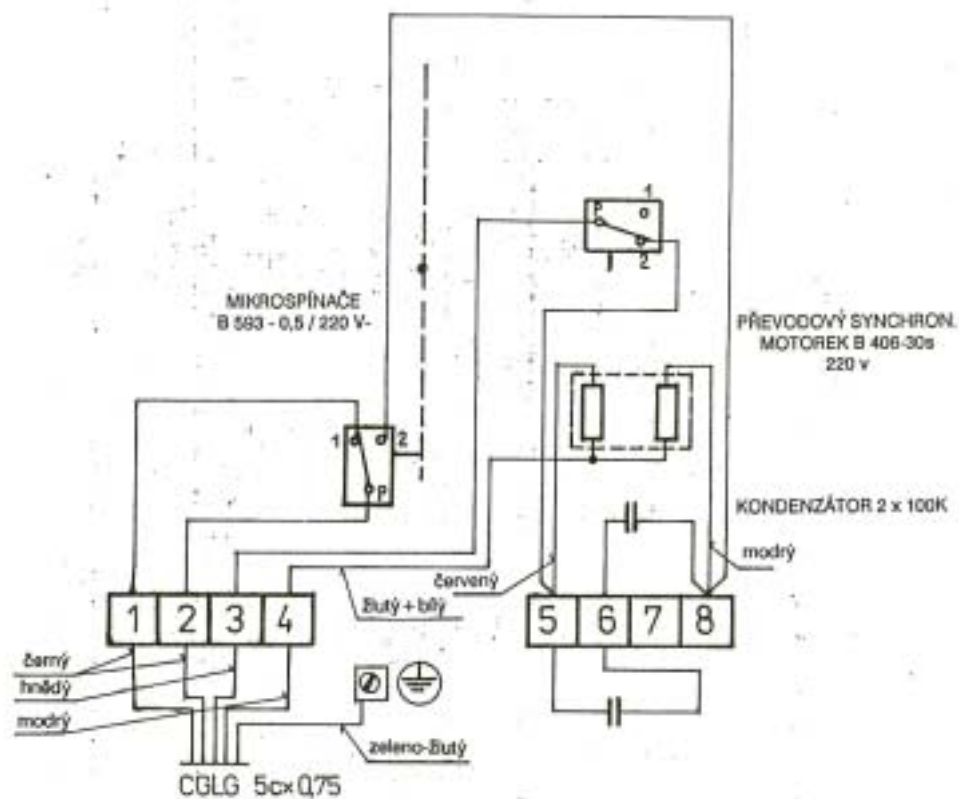 P
1
2
MIKROSPÍNAČE
B 593 - 0,5 / 220 V-
PŘEVODOVÝ SYNCHRON.
MOTOREK B 406-30s
220 v
1
2
P
KONDENZÁTOR 2 x 100K
modrý
červený
žlutý + bílý
1 2 3 4
5 6 7 8
černý
hnědý
modrý
zeleno-žlutý
CGLG 5c×0,75